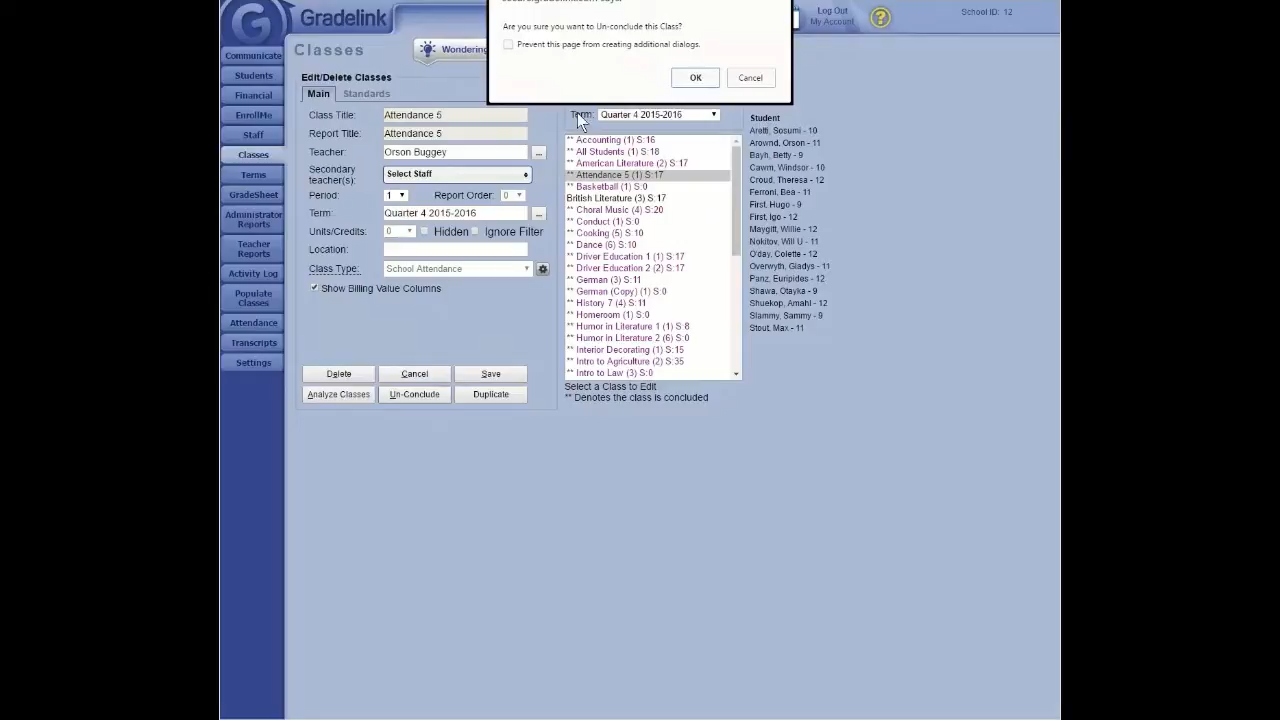 Gradelink
Are you sure you want to Un-conclude this Class?
Prevent this page from creating additional dialogs.
OK
Cancel
Log Out
My Account
?
School ID: 12
Communicate
Students
Financial
EnrollMe
Staff
Classes
Terms
GradeSheet
Administrator
Reports
Teacher
Reports
Activity Log
Populate
Classes
Attendance
Transcripts
Settings
Classes
Wondering
Edit/Delete Classes
Main
Standards
Class Title:
Attendance 5
Report Title:
Attendance 5
Teacher:
Orson Buggey
...
Secondary
teacher(s):
Select Staff
Period:
1
Report Order:
0
Term:
Quarter 4 2015-2016
...
Units/Credits:
0
Hidden
Ignore Filter
Location:
Class Type:
School Attendance
Show Billing Value Columns
Delete
Cancel
Save
Analyze Classes
Un-Conclude
Duplicate
Term:
Quarter 4 2015-2016
** Accounting (1) S:16
** All Students (1) S:18
** American Literature (2) S:17
** Attendance 5 (1) S:17
** Basketball (1) S:0
British Literature (3) S:17
** Choral Music (4) S:20
** Conduct (1) S:0
** Cooking (5) S:10
** Dance (6) S:10
** Driver Education 1 (1) S:17
** Driver Education 2 (2) S:17
** German (3) S:11
** German (Copy) (1) S:0
** History 7 (4) S:11
** Homeroom (1) S:0
** Humor in Literature 1 (1) S:8
** Humor in Literature 2 (6) S:0
** Interior Decorating (1) S:15
** Intro to Agriculture (2) S:35
** Intro to Law (3) S:0
Select a Class to Edit
** Denotes the class is concluded
Student
Aretti, Sosumi - 10
Arownd, Orson - 11
Bayh, Betty - 9
Cawm, Windsor - 10
Croud, Theresa - 12
Ferroni, Bea - 11
First, Hugo - 9
First, Igo - 12
Maygiff, Willie - 12
Nokitov, Will U - 11
O'day, Colette - 12
Overwyth, Gladys - 11
Panz, Euripides - 12
Shawa, Otayka - 9
Shuekop, Amahl - 12
Slammy, Sammy - 9
Stout, Max - 11